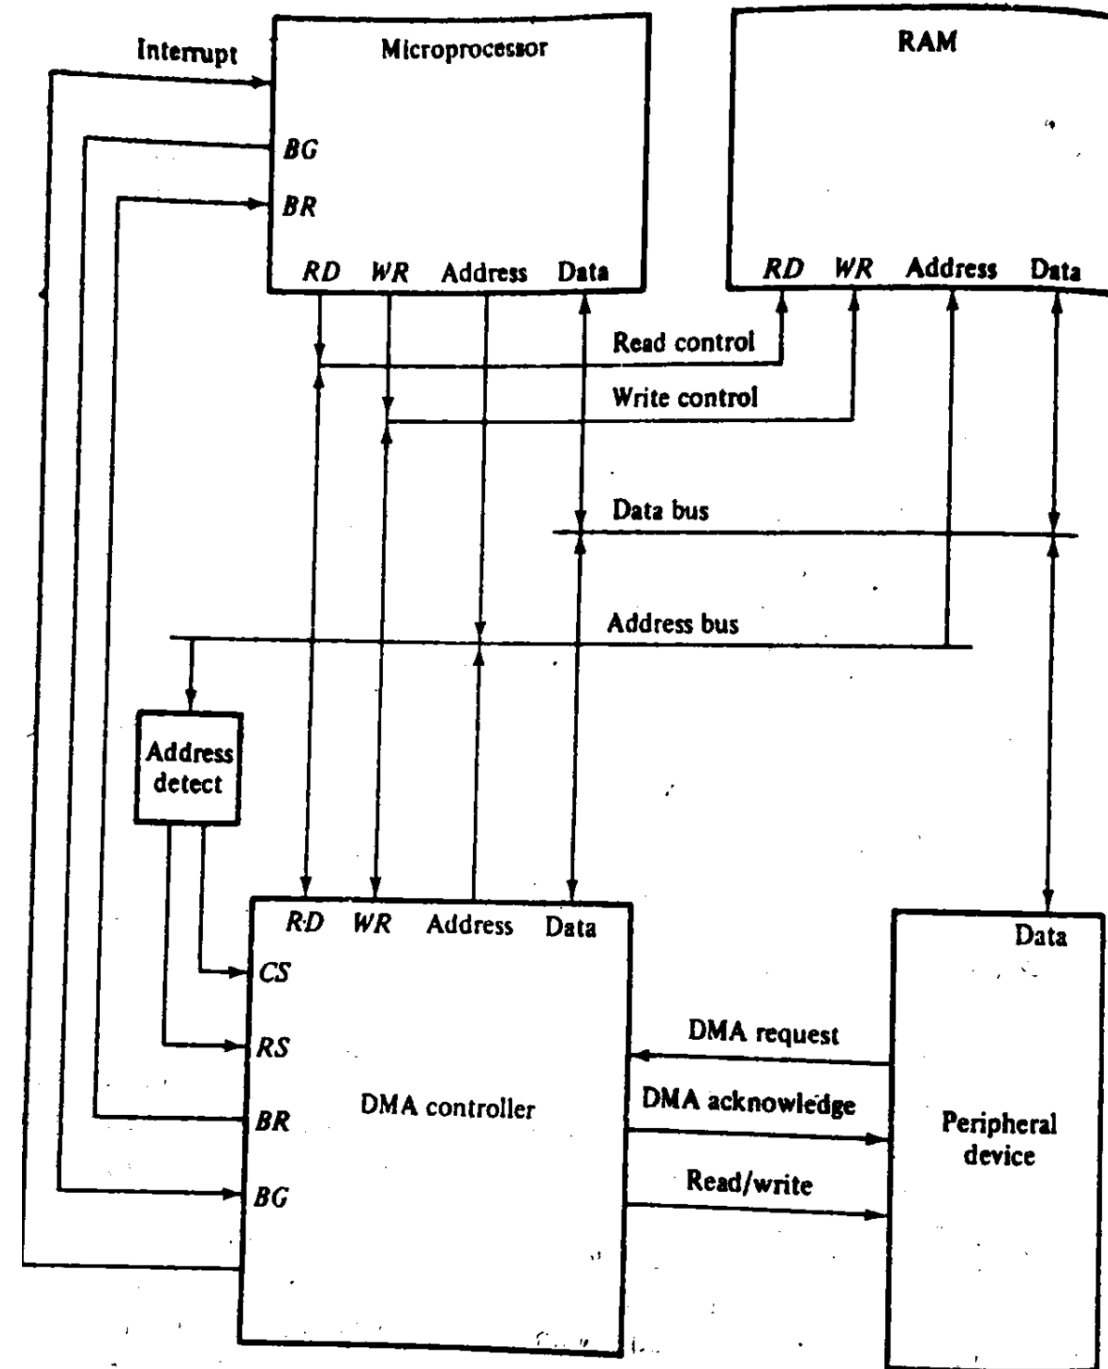 Interrupt
Microprocessor
RAM
BG
BR
RD WR Address Data
RD WR Address Data
Read control
Write control
Data bus
Address bus
Address
detect
RD WR Address Data
Data
CS
RS
BR
BG
DMA controller
DMA request
DMA acknowledge
Read/write
Peripheral
device